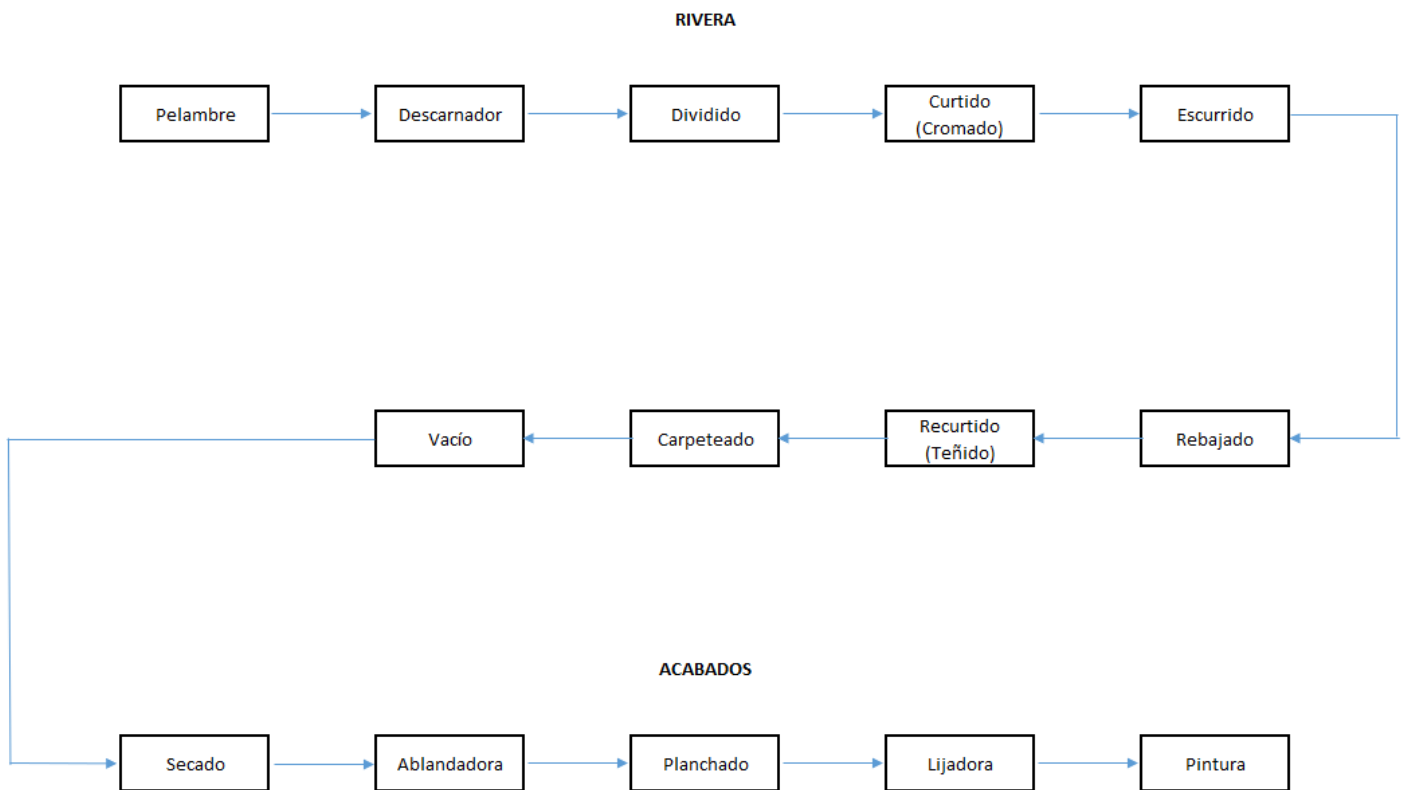 RIVERA
Pelambre
Descarnador
Dividido
Curtido
(Cromado)
Escurrido
Rebajado
Recurtido
(Teñido)
Carpeteado
Vacío
ACABADOS
Secado
Ablandadora
Planchado
Lijadora
Pintura